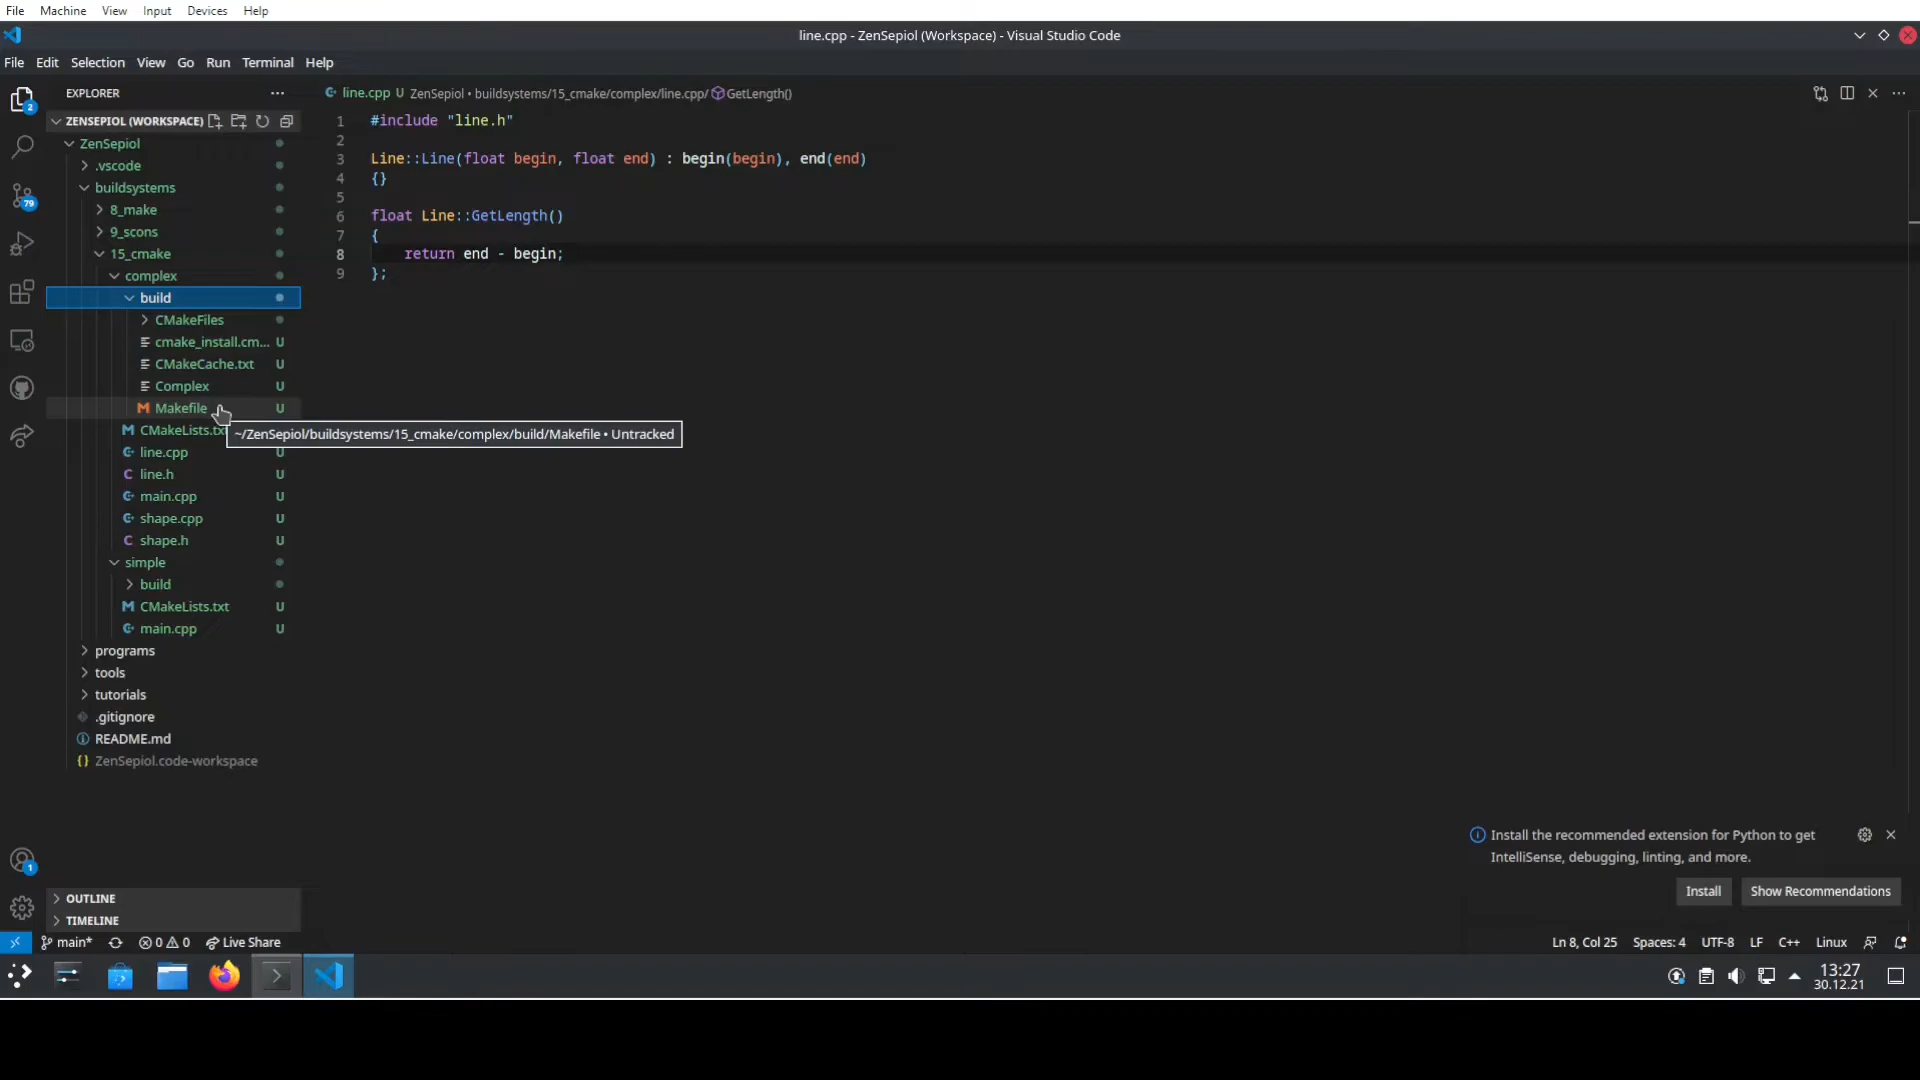 File Machine View Input Devices Help
line.cpp - ZenSepiol (Workspace) - Visual Studio Code
File Edit Selection View Go Run Terminal Help
EXPLORER
line.cpp U ZenSepiol • buildsystems/15_cmake/complex/line.cpp/ GetLength()
ZENSEPIOL (WORKSPACE)
ZenSepiol
.vscode
buildsystems
8_make
9_scons
15_cmake
complex
build
CMakeFiles
cmake_install.cm... U
CMakeCache.txt U
Complex U
Makefile U
CMakeLists.txt
~/ZenSepiol/buildsystems/15_cmake/complex/build/Makefile • Untracked
line.cpp U
line.h U
main.cpp U
shape.cpp U
shape.h U
simple
build
CMakeLists.txt U
main.cpp U
programs
tools
tutorials
.gitignore
README.md
ZenSepiol.code-workspace
OUTLINE
TIMELINE
1 #include "line.h"
2
3 Line::Line(float begin, float end) : begin(begin), end(end)
4 {}
5
6 float Line::GetLength()
7 {
8 return end - begin;
9 };
2
79
1
Install the recommended extension for Python to get
IntelliSense, debugging, linting, and more.
Install Show Recommendations
main* 0 0 Live Share
Ln 8, Col 25 Spaces: 4 UTF-8 LF C++ Linux
13:27
30.12.21